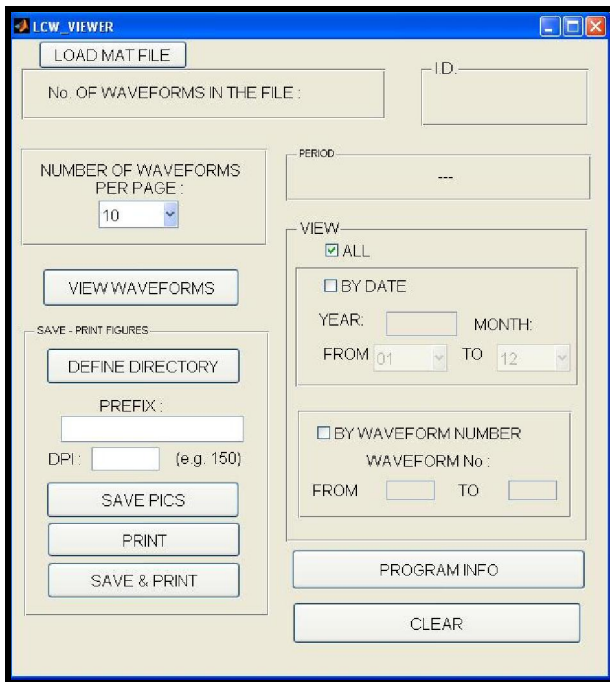 LCW_VIEWER
LOAD MAT FILE
No. OF WAVEFORMS IN THE FILE :
I.D.
NUMBER OF WAVEFORMS
PER PAGE :
10
PERIOD
---
VIEW WAVEFORMS
SAVE - PRINT FIGURES
DEFINE DIRECTORY
PREFIX :
DPI : (e.g. 150)
SAVE PICS
PRINT
SAVE & PRINT
VIEW
ALL
BY DATE
YEAR: MONTH:
FROM 01 TO 12
BY WAVEFORM NUMBER
WAVEFORM No :
FROM TO
PROGRAM INFO
CLEAR